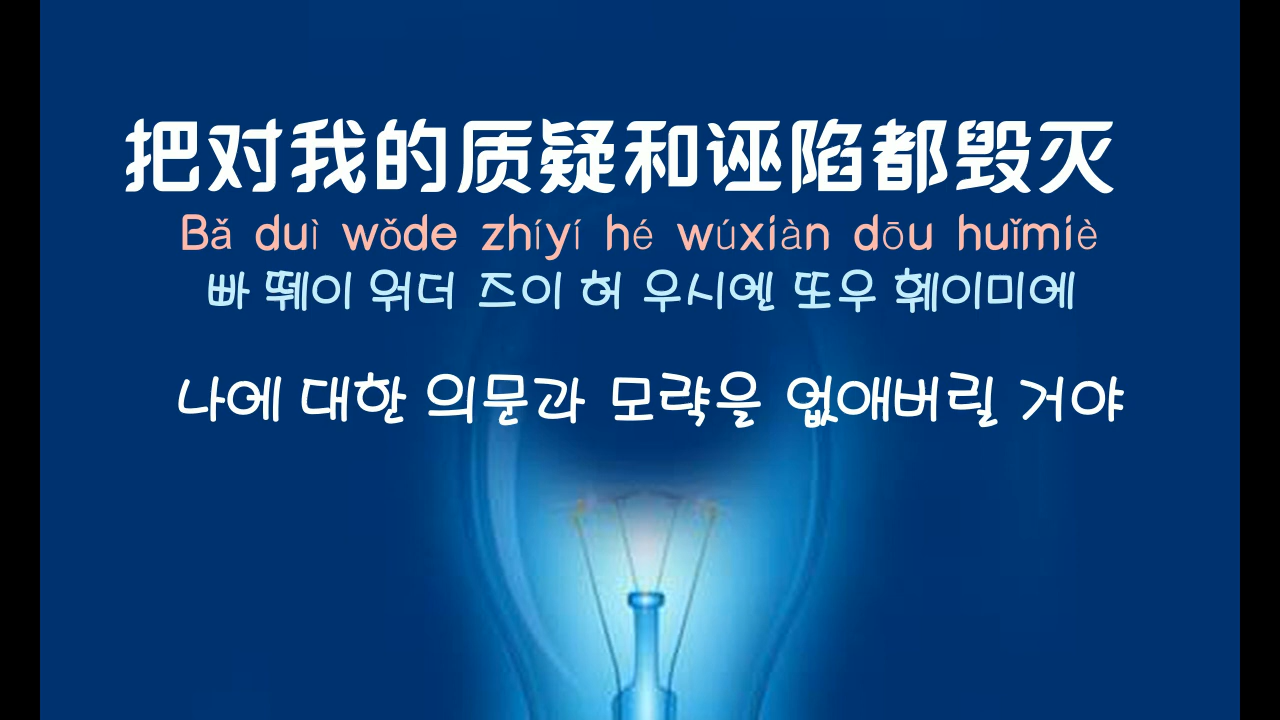 把对我的质疑和诬陷都毁灭
Bǎ duì wǒde zhíyí hé wúxiàn dōu huǐmiè
빠 뛔이 워더 즈이 허 우시엔 또우 훼이미에
나에 대한 의문과 모략을 없애버릴 거야